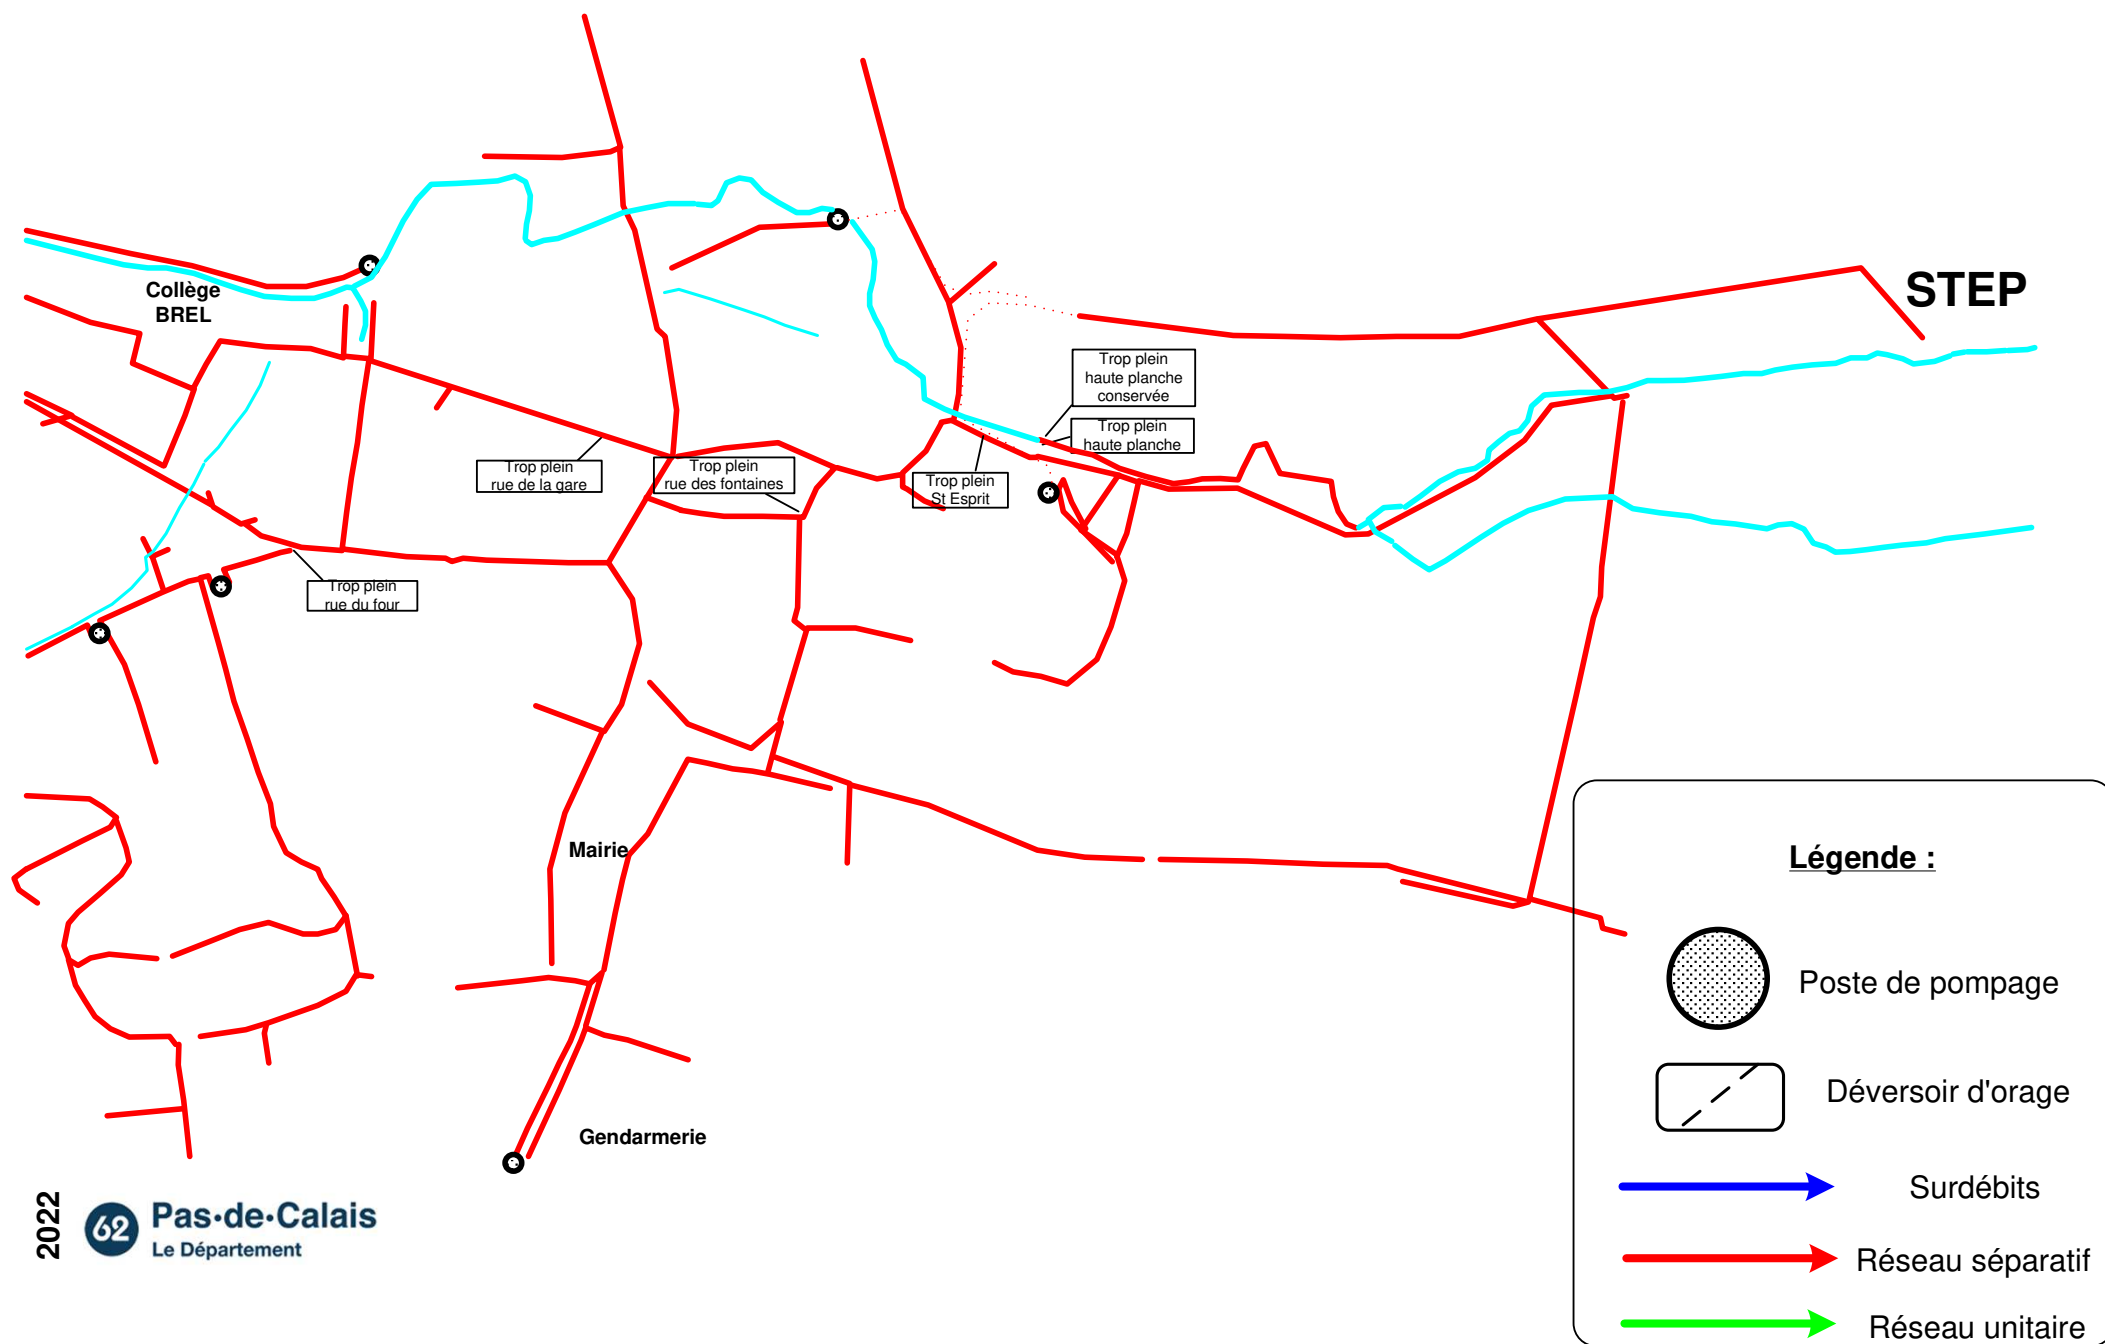 STEP
Collège
BREL
Trop plein
haute planche
conservée
Trop plein
haute planche
Trop plein
rue de la gare
Trop plein
rue des fontaines
Trop plein
St Esprit
Trop plein
rue du four
Mairie
Gendarmerie
Légende :
Poste de pompage
Déversoir d'orage
Surdébits
Réseau séparatif
Réseau unitaire
2022
62
Pas-de-Calais
Le Département